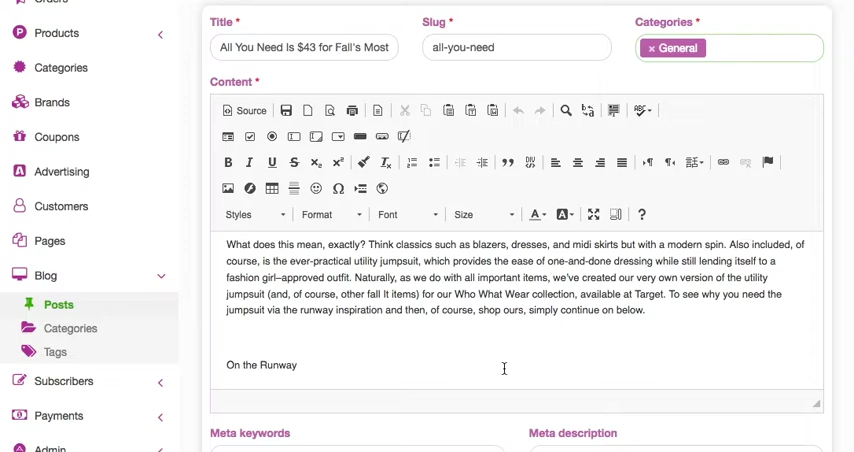 Orders
Products
Categories
Brands
Coupons
Advertising
Customers
Pages
Blog
Posts
Categories
Tags
Subscribers
Payments
Admin
Title *
Slug *
Categories *
All You Need Is $43 for Fall's Most
all-you-need
× General
Content *
Source
Styles
Format
Font
Size
What does this mean, exactly? Think classics such as blazers, dresses, and midi skirts but with a modern spin. Also included, of
course, is the ever-practical utility jumpsuit, which provides the ease of one-and-done dressing while still lending itself to a
fashion girl–approved outfit. Naturally, as we do with all important items, we've created our very own version of the utility
jumpsuit (and, of course, other fall It items) for our Who What Wear collection, available at Target. To see why you need the
jumpsuit via the runway inspiration and then, of course, shop ours, simply continue on below.
On the Runway
Meta keywords
Meta description